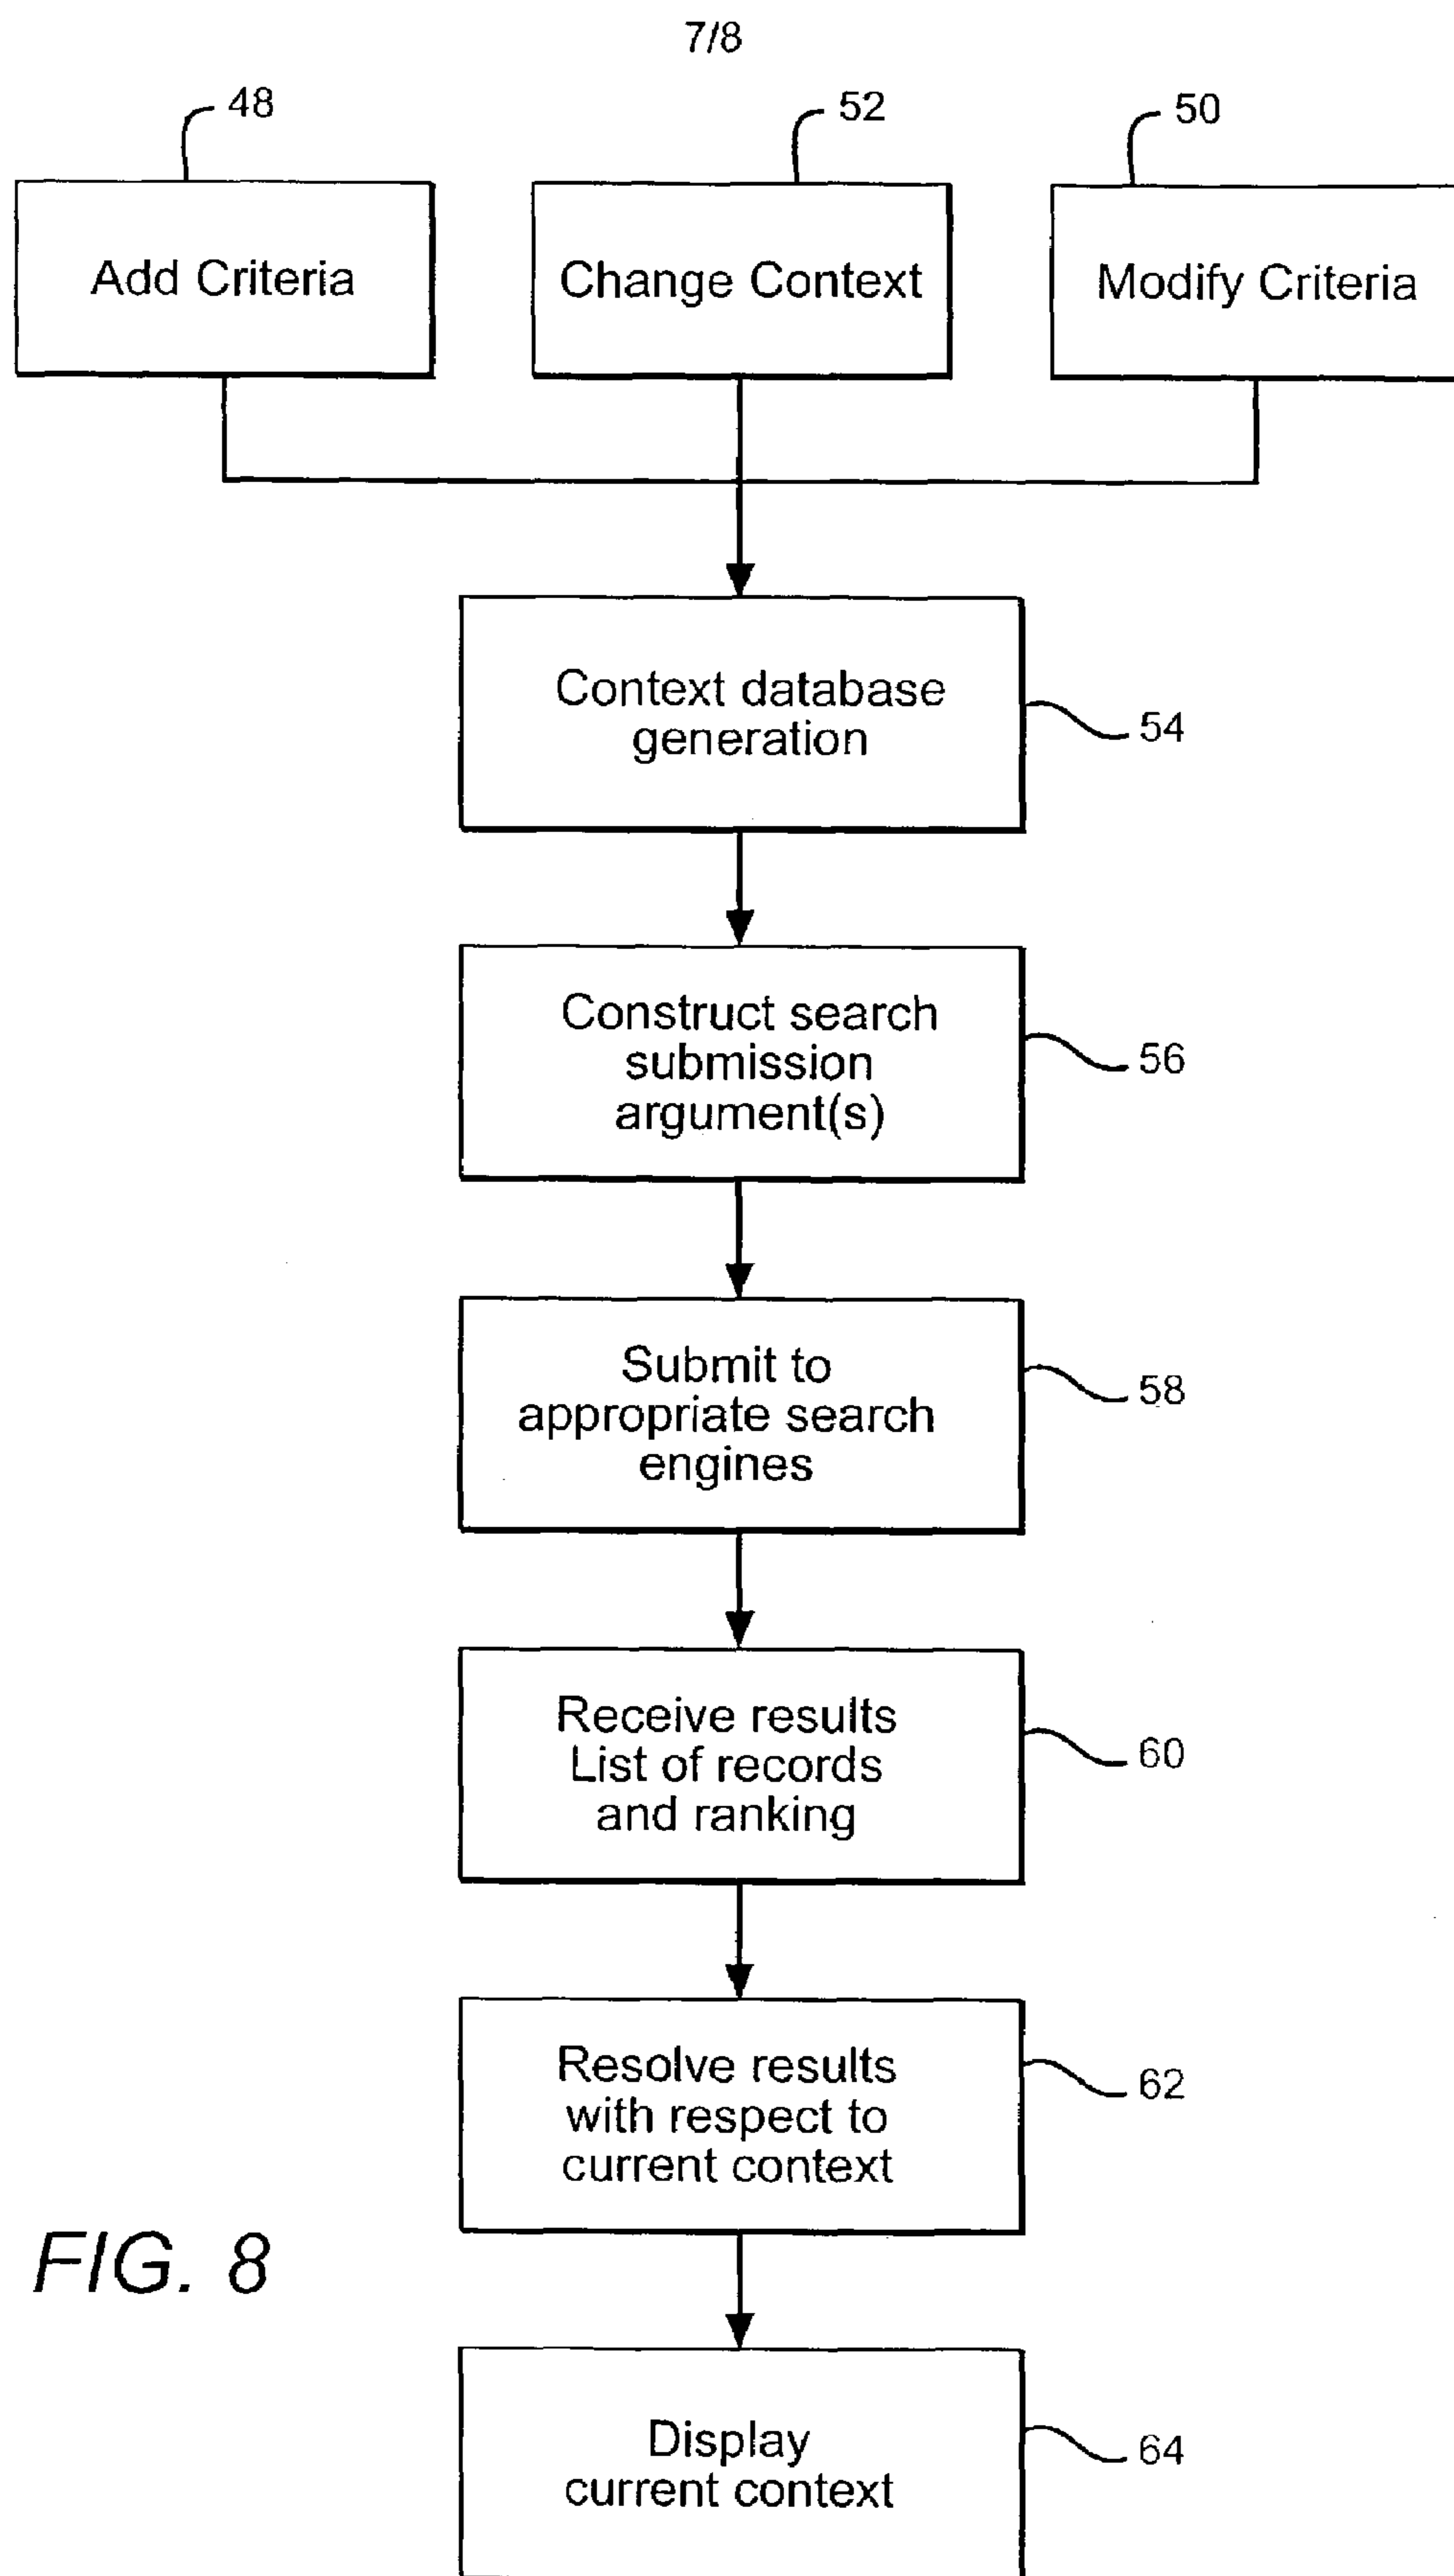 7/8
48
52
50
Add Criteria
Change Context
Modify Criteria
Context database
generation
54
Construct search
submission
argument(s)
56
Submit to
appropriate search
engines
58
Receive results
List of records
and ranking
60
Resolve results
with respect to
current context
62
FIG. 8
Display
current context
64